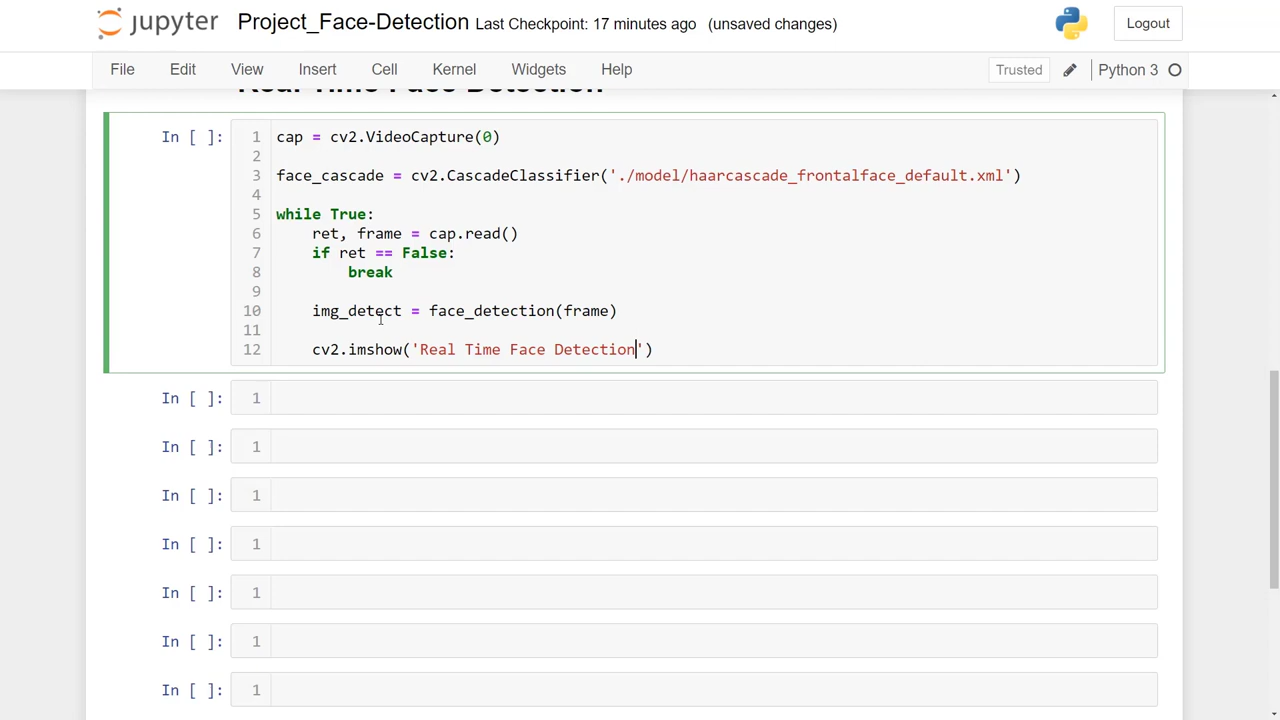 jupyter Project_Face-Detection Last Checkpoint: 17 minutes ago (unsaved changes) Logout
File Edit View Insert Cell Kernel Widgets Help Trusted Python 3
Real Time Face Detection
In [ ]: 1 cap = cv2.VideoCapture(0)
2
3 face_cascade = cv2.CascadeClassifier('./model/haarcascade_frontalface_default.xml')
4
5 while True:
6 ret, frame = cap.read()
7 if ret == False:
8 break
9
10 img_detect = face_detection(frame)
11
12 cv2.imshow('Real Time Face Detection')
In [ ]: 1
In [ ]: 1
In [ ]: 1
In [ ]: 1
In [ ]: 1
In [ ]: 1
In [ ]: 1